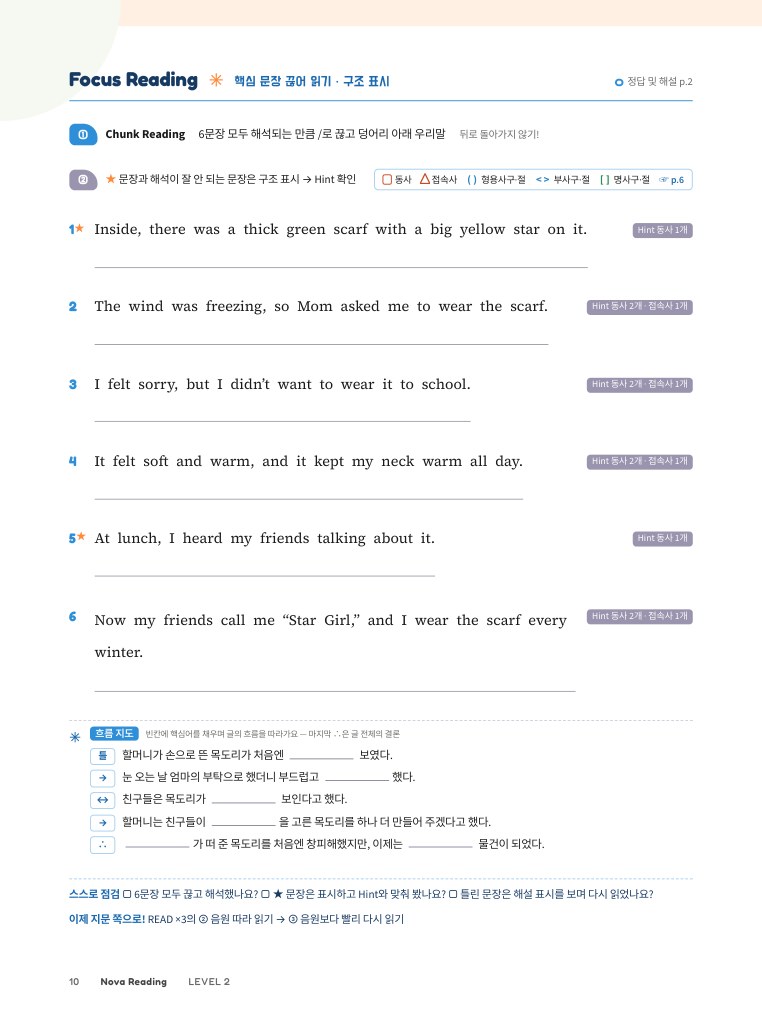 Focus Reading ✳ 핵심 문장 끊어 읽기 · 구조 표시 정답 및 해설 p.2
① Chunk Reading 6문장 모두 해석되는 만큼 /로 끊고 덩어리 아래 우리말 뒤로 돌아가지 않기!
② ★ 문장과 해석이 잘 안 되는 문장은 구조 표시 → Hint 확인 동사 접속사 ( ) 형용사구·절 < > 부사구·절 [ ] 명사구·절 ☞ p.6
1★ Inside, there was a thick green scarf with a big yellow star on it. Hint 동사 1개
2 The wind was freezing, so Mom asked me to wear the scarf. Hint 동사 2개 · 접속사 1개
3 I felt sorry, but I didn’t want to wear it to school. Hint 동사 2개 · 접속사 1개
4 It felt soft and warm, and it kept my neck warm all day. Hint 동사 2개 · 접속사 1개
5★ At lunch, I heard my friends talking about it. Hint 동사 1개
6 Now my friends call me “Star Girl,” and I wear the scarf every Hint 동사 2개 · 접속사 1개
winter.
✳ 흐름 지도 빈칸에 핵심어를 채우며 글의 흐름을 따라가요 — 마지막 ∴은 글 전체의 결론
틀 할머니가 손으로 뜬 목도리가 처음엔 ________ 보였다.
→ 눈 오는 날 엄마의 부탁으로 했더니 부드럽고 ________ 했다.
↔ 친구들은 목도리가 ________ 보인다고 했다.
→ 할머니는 친구들이 ________ 을 고른 목도리를 하나 더 만들어 주겠다고 했다.
∴ ________ 가 떠 준 목도리를 처음엔 창피해했지만, 이제는 ________ 물건이 되었다.
스스로 점검 ☐ 6문장 모두 끊고 해석했나요? ☐ ★ 문장은 표시하고 Hint와 맞춰 봤나요? ☐ 틀린 문장은 해설 표시를 보며 다시 읽었나요?
이제 지문 쪽으로! READ ×3의 ② 음원 따라 읽기 → ③ 음원보다 빨리 다시 읽기
10 Nova Reading LEVEL 2